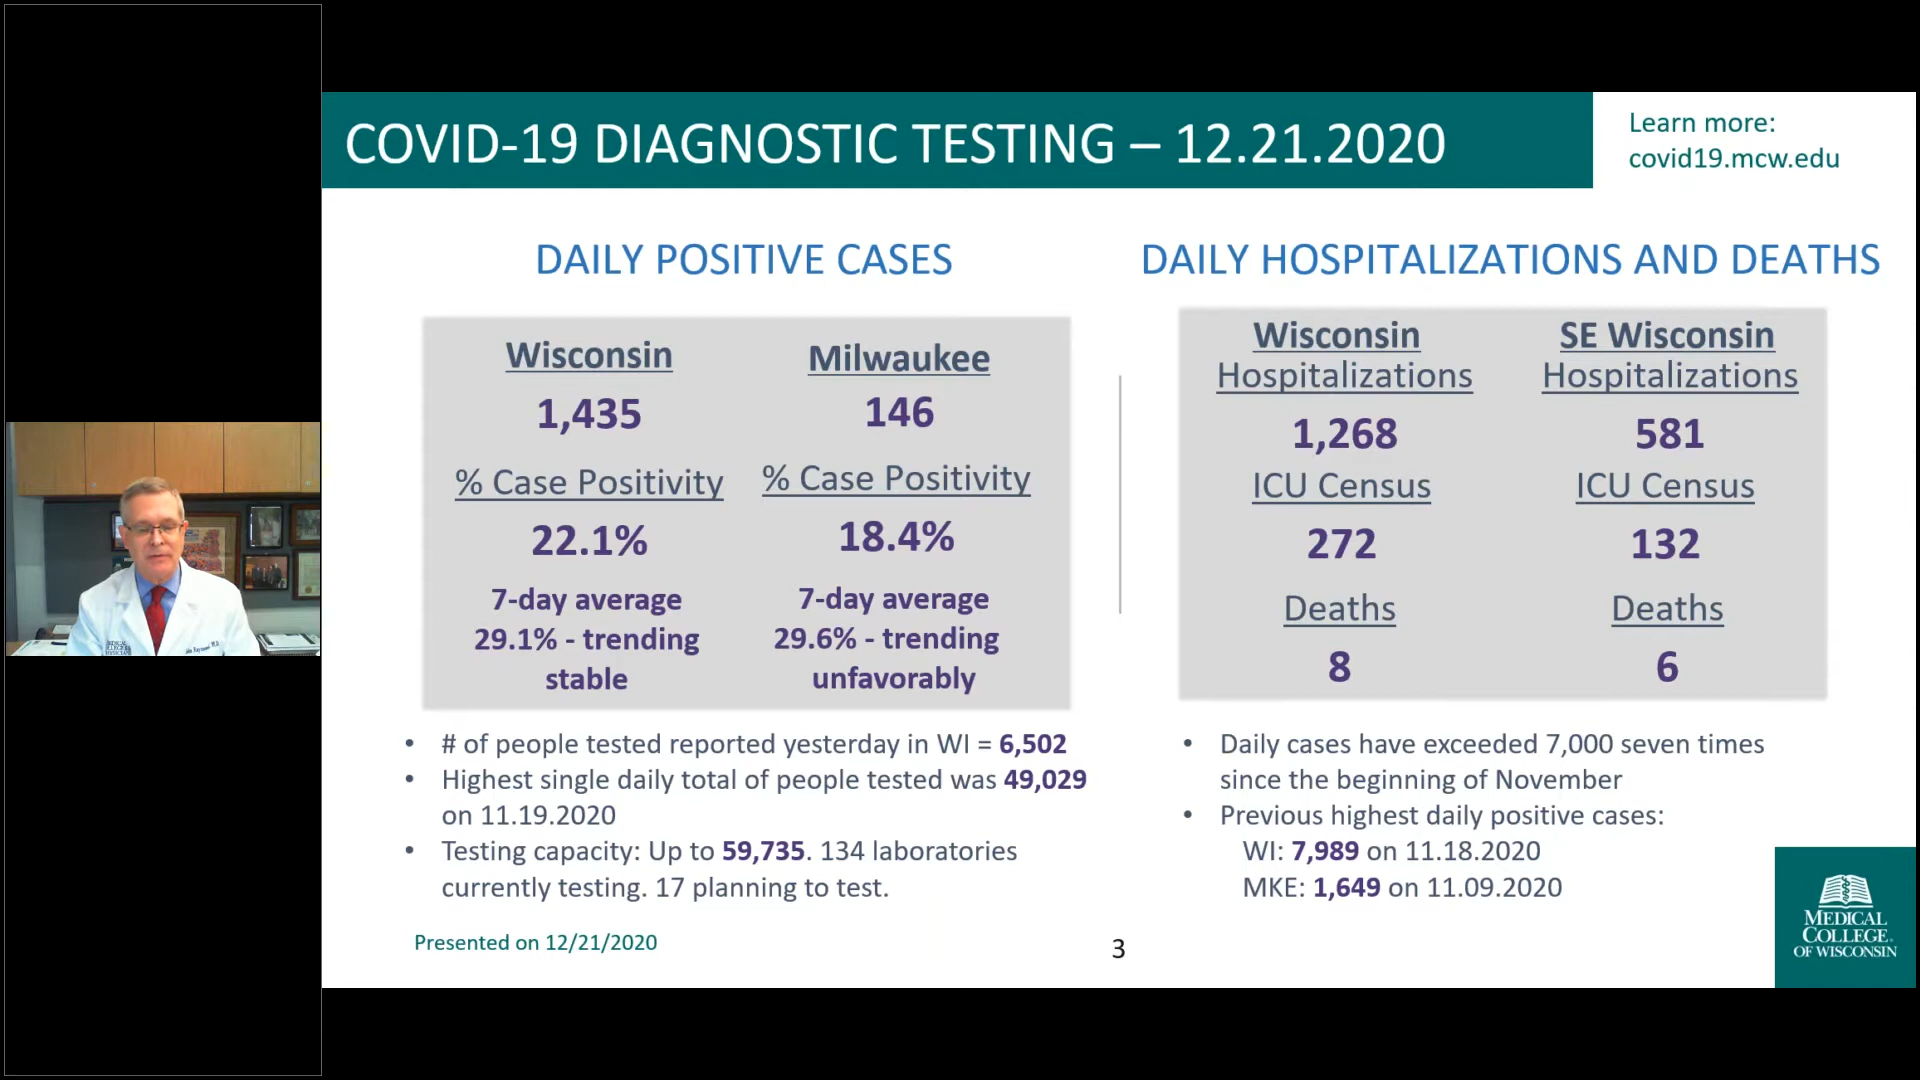 COVID-19 DIAGNOSTIC TESTING – 12.21.2020
Learn more:
covid19.mcw.edu
DAILY POSITIVE CASES
Wisconsin
1,435
% Case Positivity
22.1%
7-day average
29.1% - trending
stable
Milwaukee
146
% Case Positivity
18.4%
7-day average
29.6% - trending
unfavorably
• # of people tested reported yesterday in WI = 6,502
• Highest single daily total of people tested was 49,029
on 11.19.2020
• Testing capacity: Up to 59,735. 134 laboratories
currently testing. 17 planning to test.
DAILY HOSPITALIZATIONS AND DEATHS
Wisconsin
Hospitalizations
1,268
ICU Census
272
Deaths
8
SE Wisconsin
Hospitalizations
581
ICU Census
132
Deaths
6
• Daily cases have exceeded 7,000 seven times
since the beginning of November
• Previous highest daily positive cases:
WI: 7,989 on 11.18.2020
MKE: 1,649 on 11.09.2020
Presented on 12/21/2020
3
MEDICAL
COLLEGE
OF WISCONSIN